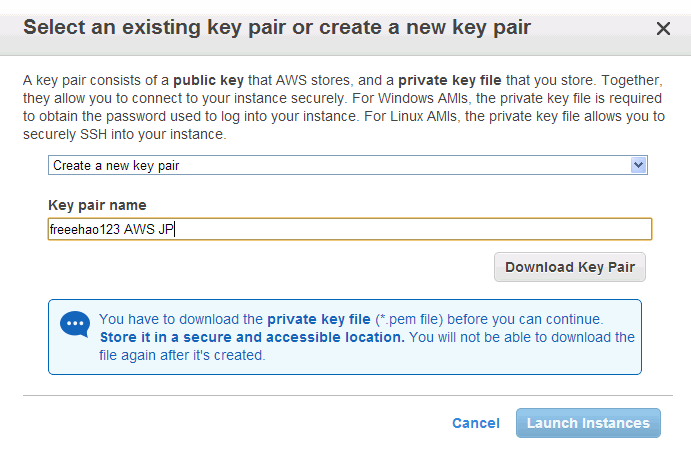 Select an existing key pair or create a new key pair
A key pair consists of a public key that AWS stores, and a private key file that you store. Together,
they allow you to connect to your instance securely. For Windows AMIs, the private key file is required
to obtain the password used to log into your instance. For Linux AMIs, the private key file allows you to
securely SSH into your instance.
Create a new key pair
Key pair name
freeehao123 AWS JP
Download Key Pair
You have to download the private key file (*.pem file) before you can continue.
Store it in a secure and accessible location. You will not be able to download the
file again after it's created.
Cancel
Launch Instances